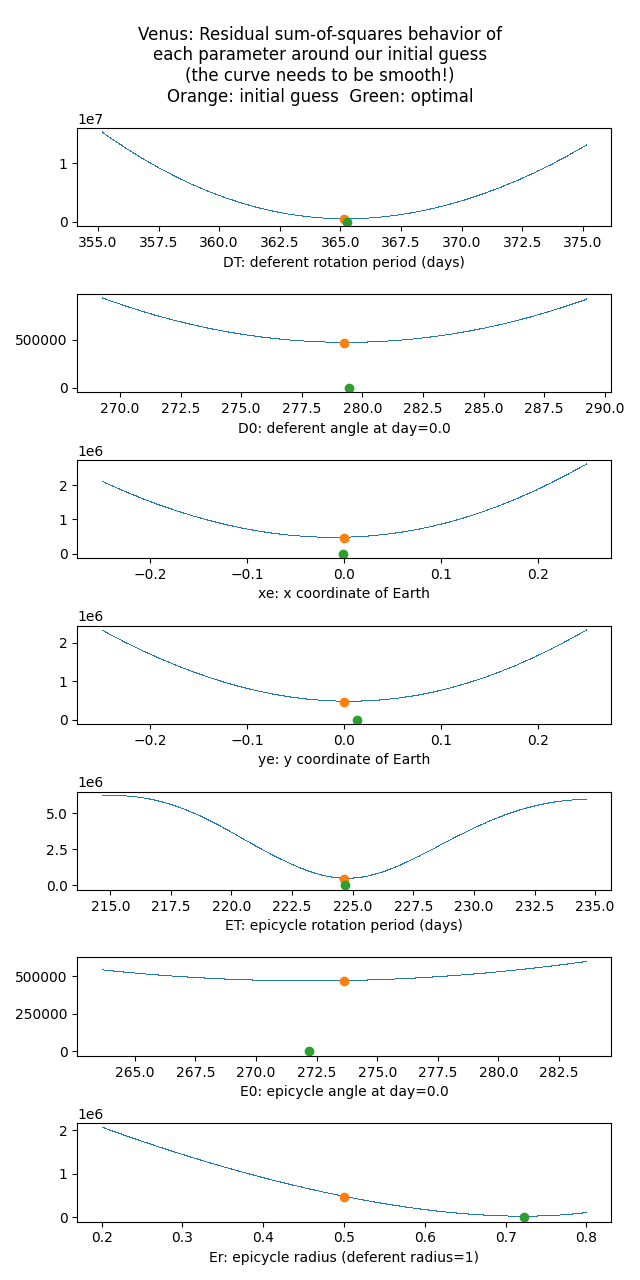 Venus: Residual sum-of-squares behavior of
each parameter around our initial guess
(the curve needs to be smooth!)
Orange: initial guess  Green: optimal
1e7
1
0
355.0 357.5 360.0 362.5 365.0 367.5 370.0 372.5 375.0
DT: deferent rotation period (days)
500000
0
270.0 272.5 275.0 277.5 280.0 282.5 285.0 287.5 290.0
D0: deferent angle at day=0.0
1e6
2
1
0
−0.2 −0.1 0.0 0.1 0.2
xe: x coordinate of Earth
1e6
2
1
0
−0.2 −0.1 0.0 0.1 0.2
ye: y coordinate of Earth
1e6
5.0
2.5
0.0
215.0 217.5 220.0 222.5 225.0 227.5 230.0 232.5 235.0
ET: epicycle rotation period (days)
500000
250000
0
265.0 267.5 270.0 272.5 275.0 277.5 280.0 282.5
E0: epicycle angle at day=0.0
1e6
2
1
0
0.2 0.3 0.4 0.5 0.6 0.7 0.8
Er: epicycle radius (deferent radius=1)